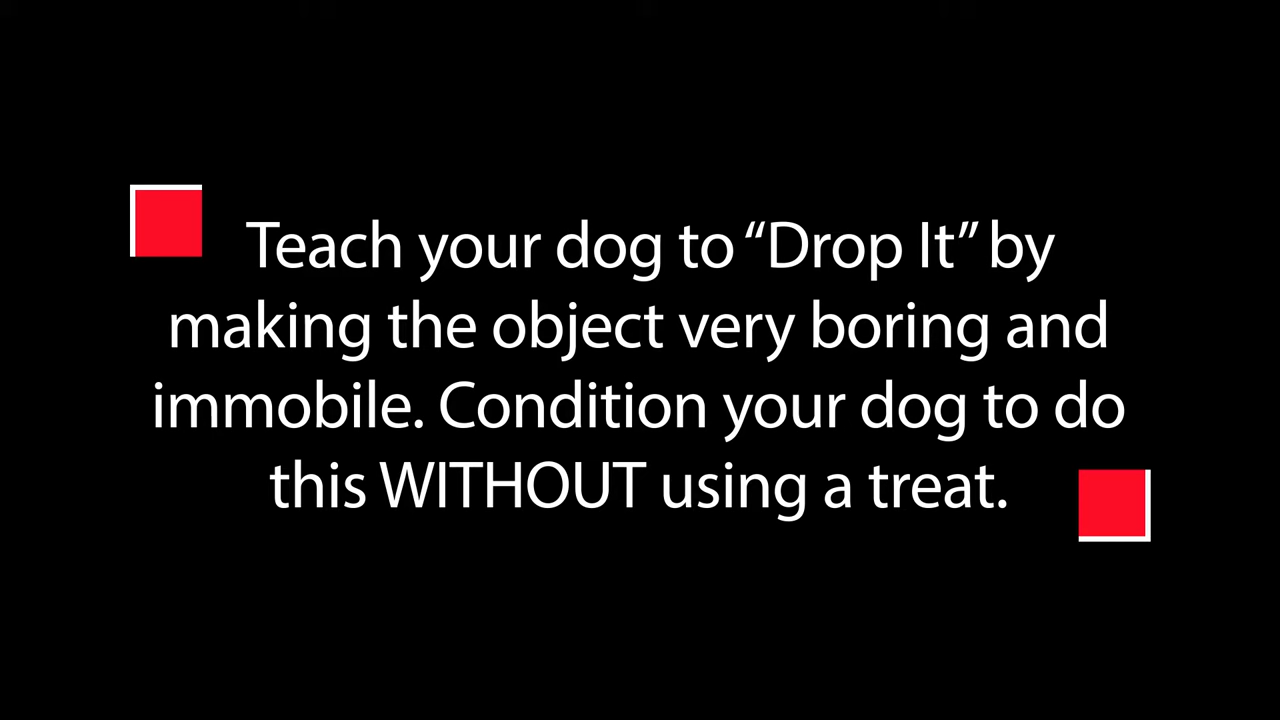 Teach your dog to “Drop It” by
making the object very boring and
immobile. Condition your dog to do
this WITHOUT using a treat.